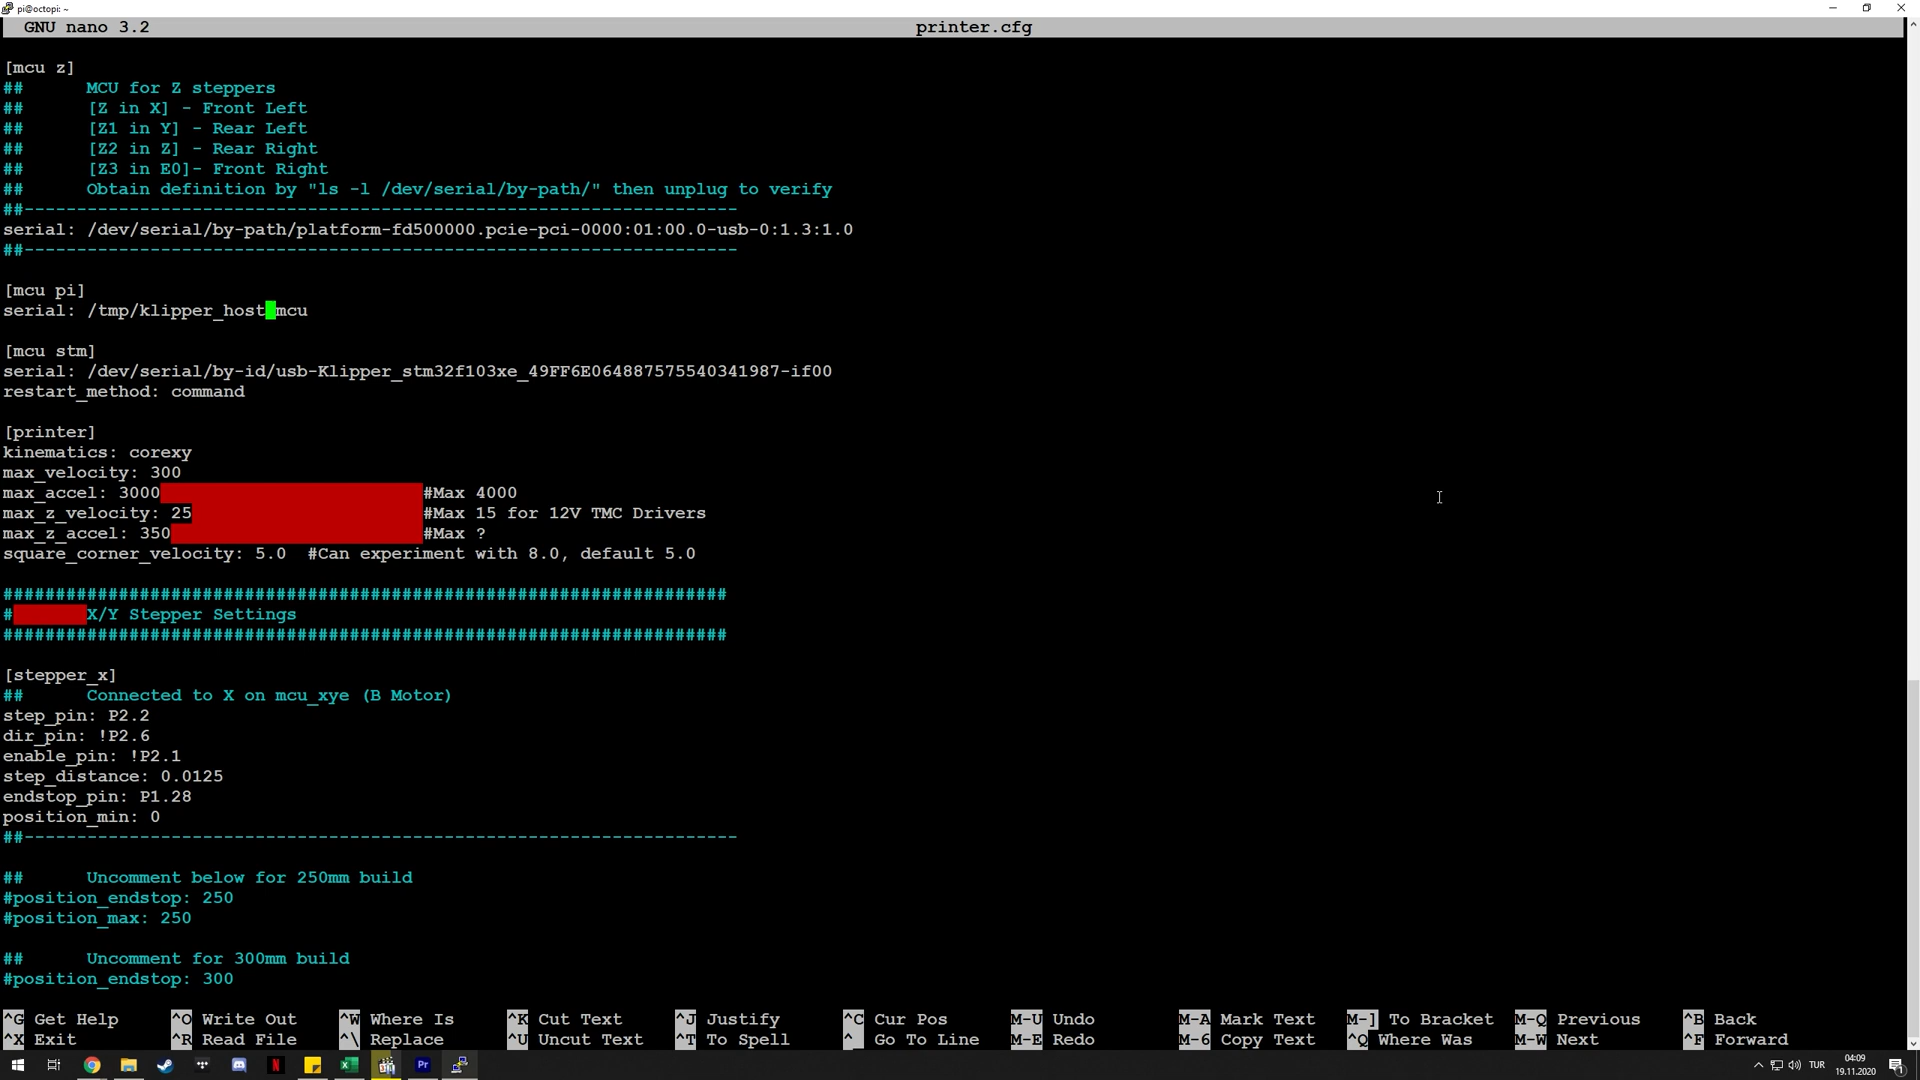 pi@octopi: ~
GNU nano 3.2 printer.cfg
[mcu z]
## MCU for Z steppers
## [Z in X] - Front Left
## [Z1 in Y] - Rear Left
## [Z2 in Z] - Rear Right
## [Z3 in E0]- Front Right
## Obtain definition by "ls -l /dev/serial/by-path/" then unplug to verify
##--------------------------------------------------------------------
serial: /dev/serial/by-path/platform-fd500000.pcie-pci-0000:01:00.0-usb-0:1.3:1.0
##--------------------------------------------------------------------
[mcu pi]
serial: /tmp/klipper_host mcu
[mcu stm]
serial: /dev/serial/by-id/usb-Klipper_stm32f103xe_49FF6E064887575540341987-if00
restart_method: command
[printer]
kinematics: corexy
max_velocity: 300
max_accel: 3000 #Max 4000
max_z_velocity: 25 #Max 15 for 12V TMC Drivers
max_z_accel: 350 #Max ?
square_corner_velocity: 5.0 #Can experiment with 8.0, default 5.0
#####################################################################
# X/Y Stepper Settings
#####################################################################
[stepper_x]
## Connected to X on mcu_xye (B Motor)
step_pin: P2.2
dir_pin: !P2.6
enable_pin: !P2.1
step_distance: 0.0125
endstop_pin: P1.28
position_min: 0
##--------------------------------------------------------------------
## Uncomment below for 250mm build
#position_endstop: 250
#position_max: 250
## Uncomment for 300mm build
#position_endstop: 300
^G Get Help ^O Write Out ^W Where Is ^K Cut Text ^J Justify ^C Cur Pos M-U Undo M-A Mark Text M-] To Bracket M-Q Previous ^B Back
^X Exit ^R Read File ^\ Replace ^U Uncut Text ^T To Spell ^_ Go To Line M-E Redo M-6 Copy Text ^Q Where Was M-W Next ^F Forward
TUR
04:09
19.11.2020